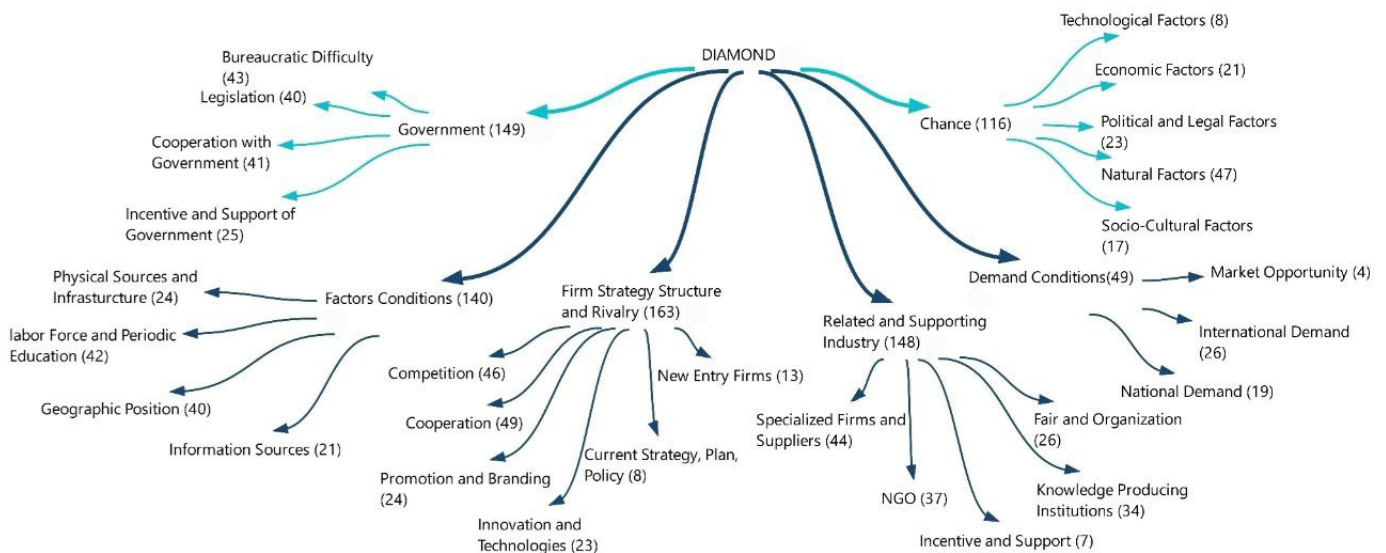 DIAMOND
Government (149)
Bureaucratic Difficulty
(43)
Legislation (40)
Cooperation with
Government (41)
Incentive and Support of
Government (25)
Chance (116)
Technological Factors (8)
Economic Factors (21)
Political and Legal Factors
(23)
Natural Factors (47)
Socio-Cultural Factors
(17)
Factors Conditions (140)
Physical Sources and
Infrasturcture (24)
labor Force and Periodic
Education (42)
Geographic Position (40)
Information Sources (21)
Firm Strategy Structure
and Rivalry (163)
Competition (46)
Cooperation (49)
Promotion and Branding
(24)
Innovation and
Technologies (23)
Current Strategy, Plan,
Policy (8)
New Entry Firms (13)
Related and Supporting
Industry (148)
Specialized Firms and
Suppliers (44)
NGO (37)
Incentive and Support (7)
Knowledge Producing
Institutions (34)
Fair and Organization
(26)
Demand Conditions(49)
Market Opportunity (4)
International Demand
(26)
National Demand (19)